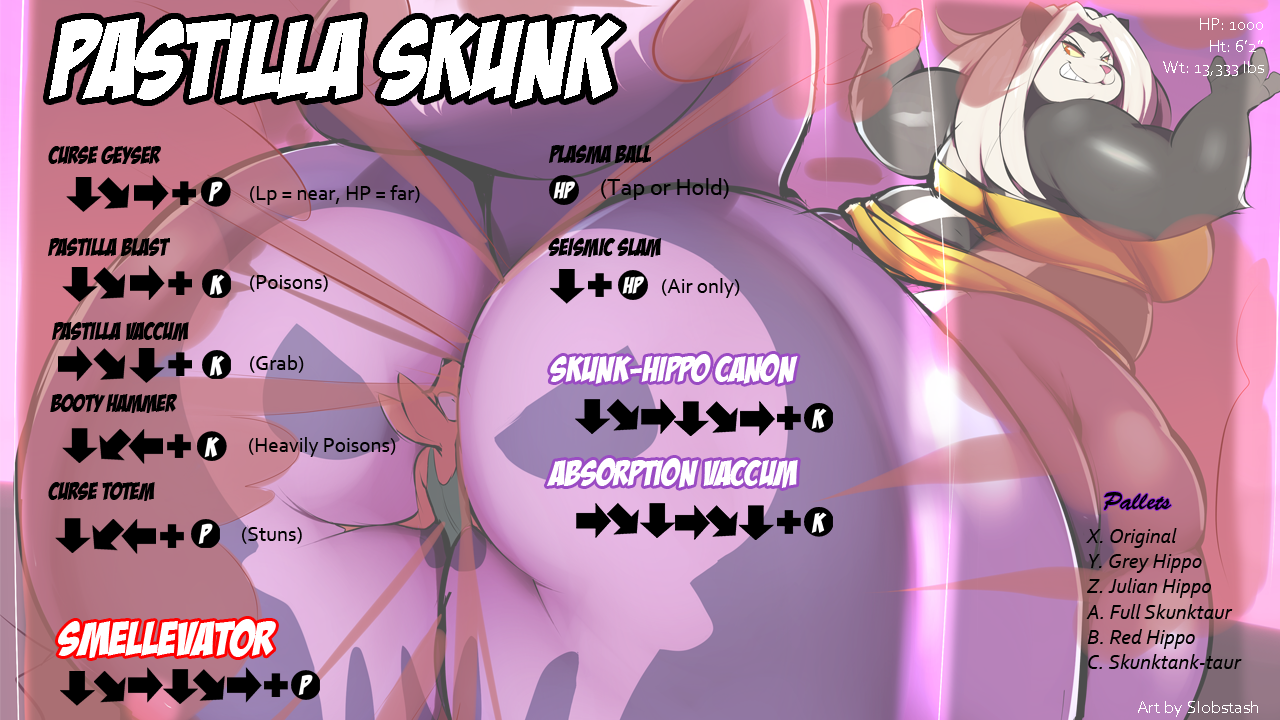 PASTILLA SKUNK
HP: 1000
Ht: 6'2"
Wt: 13,333 lbs
CURSE GEYSER
+ P (Lp = near, HP = far)
PASTILLA BLAST
+ K (Poisons)
PASTILLA VACCUM
+ K (Grab)
BOOTY HAMMER
+ K (Heavily Poisons)
CURSE TOTEM
+ P (Stuns)
SMELLEVATOR
+ P
PLASMA BALL
HP (Tap or Hold)
SEISMIC SLAM
+ HP (Air only)
SKUNK-HIPPO CANON
+ K
ABSORPTION VACCUM
+ K
Pallets
X. Original
Y. Grey Hippo
Z. Julian Hippo
A. Full Skunktaur
B. Red Hippo
C. Skunktank-taur
Art by Slobstash